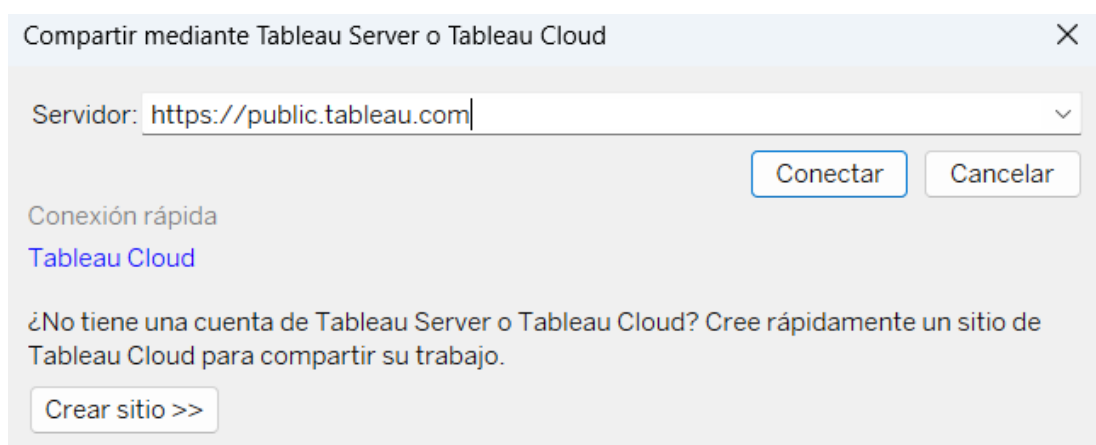 Compartir mediante Tableau Server o Tableau Cloud
Servidor: https://public.tableau.com
Conectar Cancelar
Conexión rápida
Tableau Cloud
¿No tiene una cuenta de Tableau Server o Tableau Cloud? Cree rápidamente un sitio de
Tableau Cloud para compartir su trabajo.
Crear sitio >>